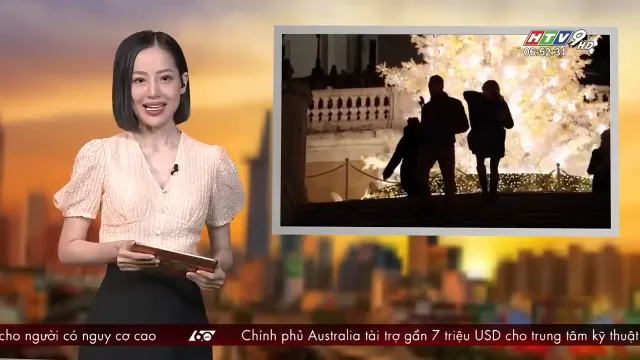 HTV9 HD
06:52:31
cho người có nguy cơ cao 60 Chính phủ Australia tài trợ gần 7 triệu USD cho trung tâm kỹ thuật